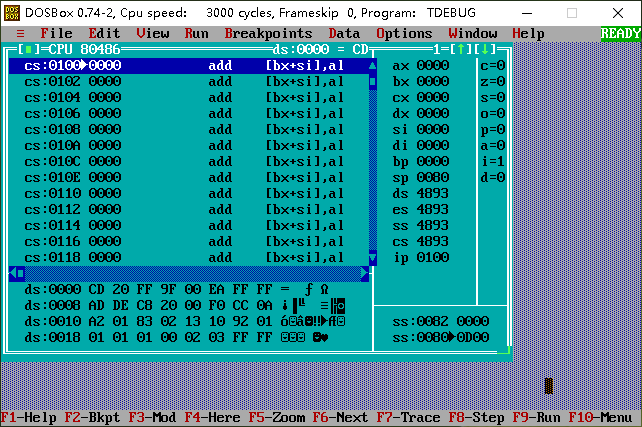 DOSBox 0.74-2, Cpu speed: 3000 cycles, Frameskip 0, Program: TDEBUG
≡ File Edit View Run Breakpoints Data Options Window Help READY
[■]=CPU 80486 ds:0000 = CD 1=[↑][↓]
cs:0100►0000 add [bx+si],al ax 0000 c=0
cs:0102 0000 add [bx+si],al bx 0000 z=0
cs:0104 0000 add [bx+si],al cx 0000 s=0
cs:0106 0000 add [bx+si],al dx 0000 o=0
cs:0108 0000 add [bx+si],al si 0000 p=0
cs:010A 0000 add [bx+si],al di 0000 a=0
cs:010C 0000 add [bx+si],al bp 0000 i=1
cs:010E 0000 add [bx+si],al sp 0080 d=0
cs:0110 0000 add [bx+si],al ds 4893
cs:0112 0000 add [bx+si],al es 4893
cs:0114 0000 add [bx+si],al ss 4893
cs:0116 0000 add [bx+si],al cs 4893
cs:0118 0000 add [bx+si],al ip 0100
ds:0000 CD 20 FF 9F 00 EA FF FF = ƒ Ω
ds:0008 AD DE C8 20 00 F0 CC 0A ¡▐╚ ≡╠◙
ds:0010 A2 01 83 02 13 10 92 01 ó☺â☻‼►Æ☺ ss:0082 0000
ds:0018 01 01 01 00 02 03 FF FF ☺☺☺ ☻♥ ss:0080►0D00
F1-Help F2-Bkpt F3-Mod F4-Here F5-Zoom F6-Next F7-Trace F8-Step F9-Run F10-Menu